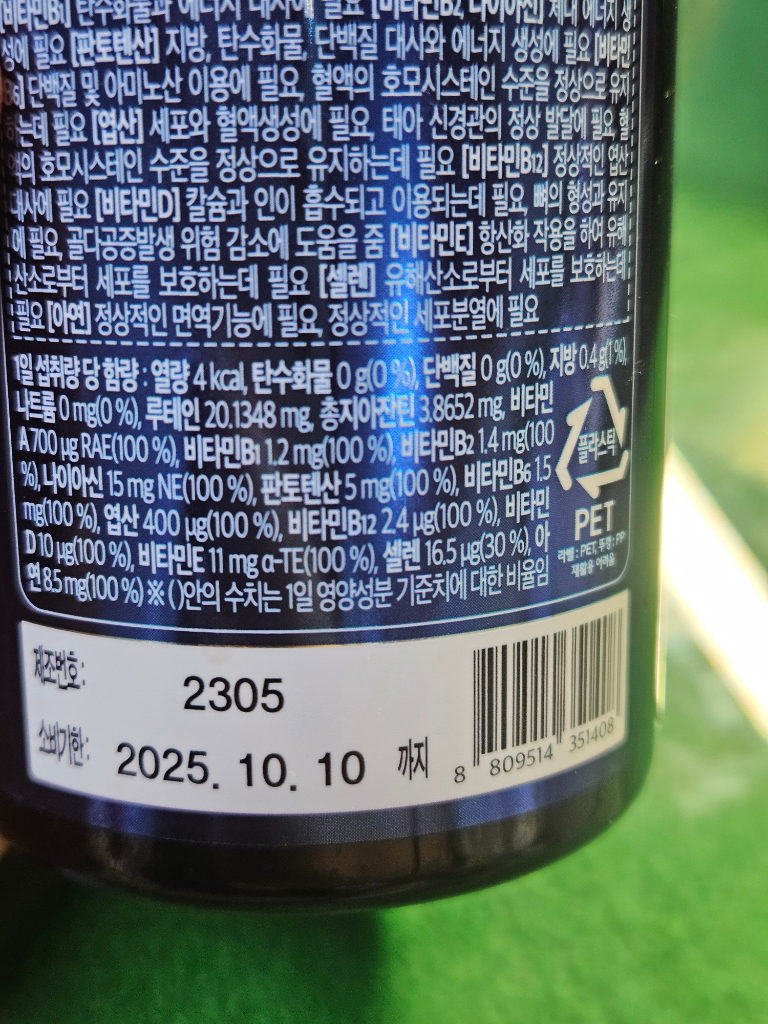 [비타민B1] 탄수화물과 에너지 대사에 필요 [비타민B2, 나이아신] 체내 에너지 생
성에 필요 [판토텐산] 지방, 탄수화물, 단백질 대사와 에너지 생성에 필요 [비타민
B6] 단백질 및 아미노산 이용에 필요, 혈액의 호모시스테인 수준을 정상으로 유지
하는데 필요 [엽산] 세포와 혈액생성에 필요, 태아 신경관의 정상 발달에 필요, 혈
액의 호모시스테인 수준을 정상으로 유지하는데 필요 [비타민B12] 정상적인 엽산
대사에 필요 [비타민D] 칼슘과 인이 흡수되고 이용되는데 필요, 뼈의 형성과 유지
에 필요, 골다공증발생 위험 감소에 도움을 줌 [비타민E] 항산화 작용을 하여 유해
산소로부터 세포를 보호하는데 필요 [셀렌] 유해산소로부터 세포를 보호하는데
필요 [아연] 정상적인 면역기능에 필요, 정상적인 세포분열에 필요
1일 섭취량 당 함량 : 열량 4 kcal, 탄수화물 0 g(0 %), 단백질 0 g(0 %), 지방 0.4 g(1 %),
나트륨 0 mg(0 %), 루테인 20.1348 mg, 총지아잔틴 3.8652 mg, 비타민
A 700 μg RAE(100 %), 비타민B1 1.2 mg(100 %), 비타민B2 1.4 mg(100
%), 나이아신 15 mg NE(100 %), 판토텐산 5 mg(100 %), 비타민B6 1.5
mg(100 %), 엽산 400 μg(100 %), 비타민B12 2.4 μg(100 %), 비타민
D 10 μg(100 %), 비타민E 11 mg α-TE(100 %), 셀렌 16.5 μg(30 %), 아
연 8.5 mg(100 %) ※ ( )안의 수치는 1일 영양성분 기준치에 대한 비율임
플라스틱
PET
라벨 : PET, 뚜껑 : PP
재활용 어려움
제조번호 :
2305
소비기한 :
2025. 10. 10 까지
8 809514 351408